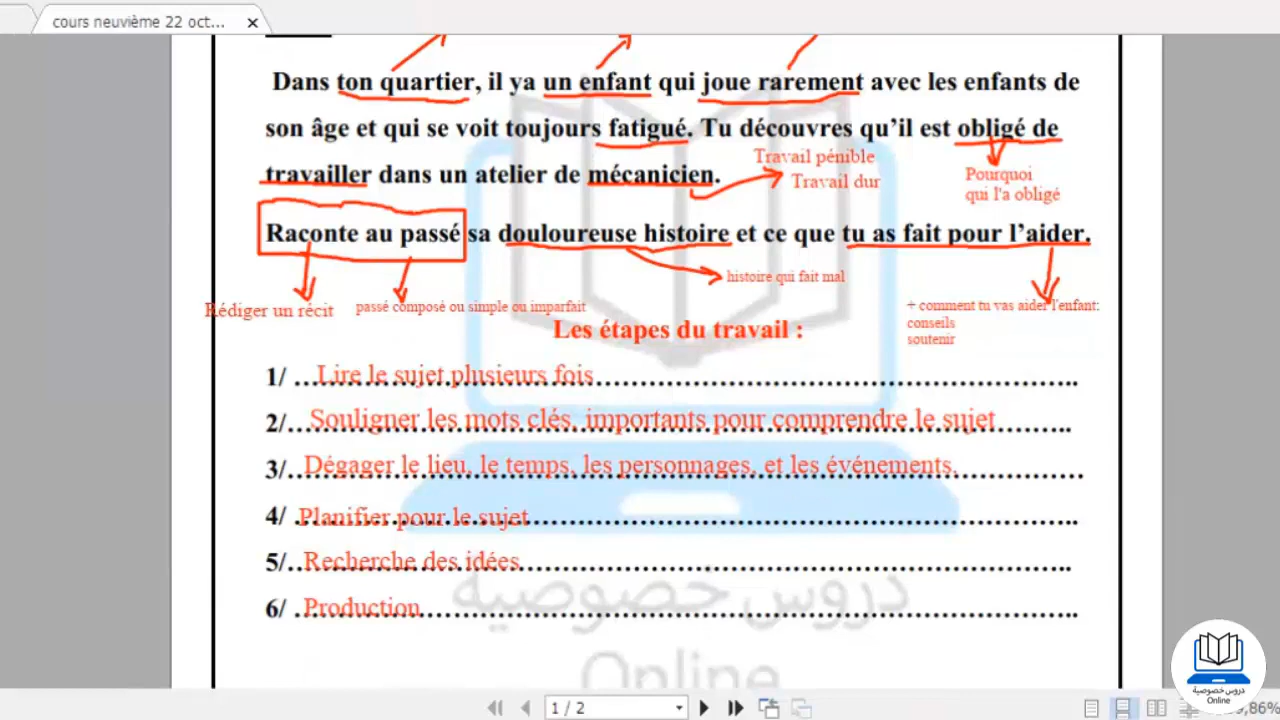 cours neuvième 22 oct...
Dans ton quartier, il ya un enfant qui joue rarement avec les enfants de
son âge et qui se voit toujours fatigué. Tu découvres qu’il est obligé de
Travail pénible
travailler dans un atelier de mécanicien.
Travail dur
Pourquoi
qui l'a obligé
Raconte au passé sa douloureuse histoire et ce que tu as fait pour l’aider.
histoire qui fait mal
Rédiger un récit
passé composé ou simple ou imparfait
+ comment tu vas aider l'enfant:
conseils
soutenir
Les étapes du travail :
1/ Lire le sujet plusieurs fois
2/ Souligner les mots clés, importants pour comprendre le sujet
3/ Dégager le lieu, le temps, les personnages, et les événements.
4/ Planifier pour le sujet
5/ Recherche des idées
6/ Production
دروس خصوصية
Online
دروس خصوصية
Online
1 / 2